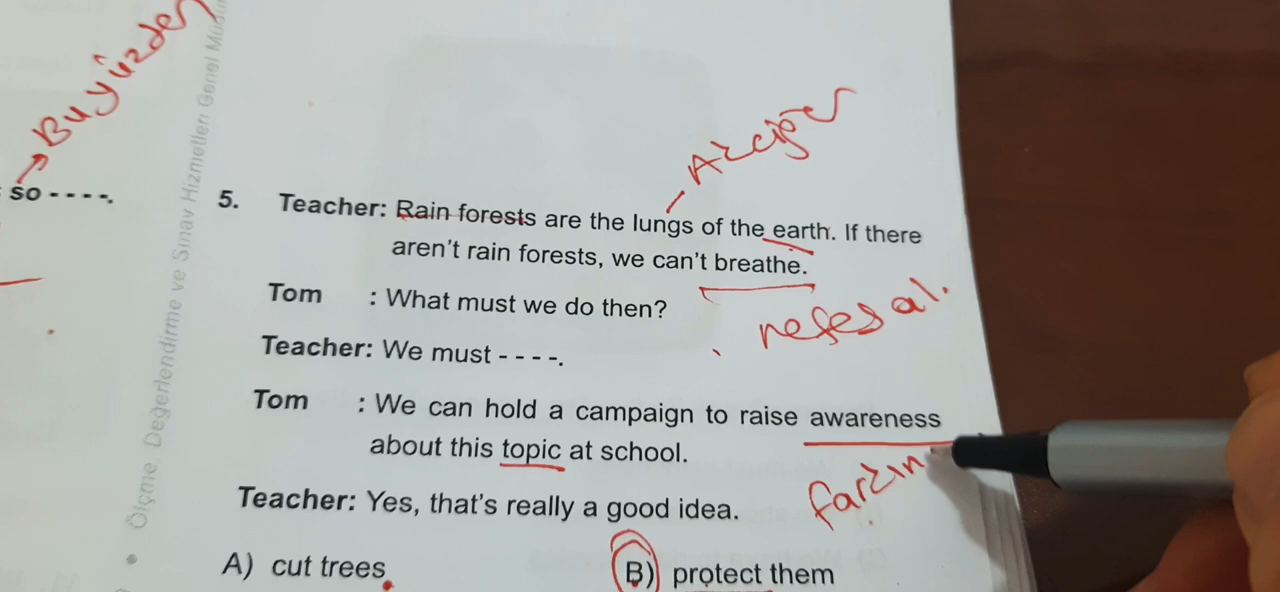 Bu yüzden
so ----.
Ölçme, Değerlendirme ve Sınav Hizmetleri Genel
Akciğer
5. Teacher: Rain forests are the lungs of the earth. If there
aren't rain forests, we can't breathe.
nefes al.
Tom : What must we do then?
Teacher: We must ----.
Tom : We can hold a campaign to raise awareness
about this topic at school.
farkın
Teacher: Yes, that's really a good idea.
A) cut trees
B) protect them